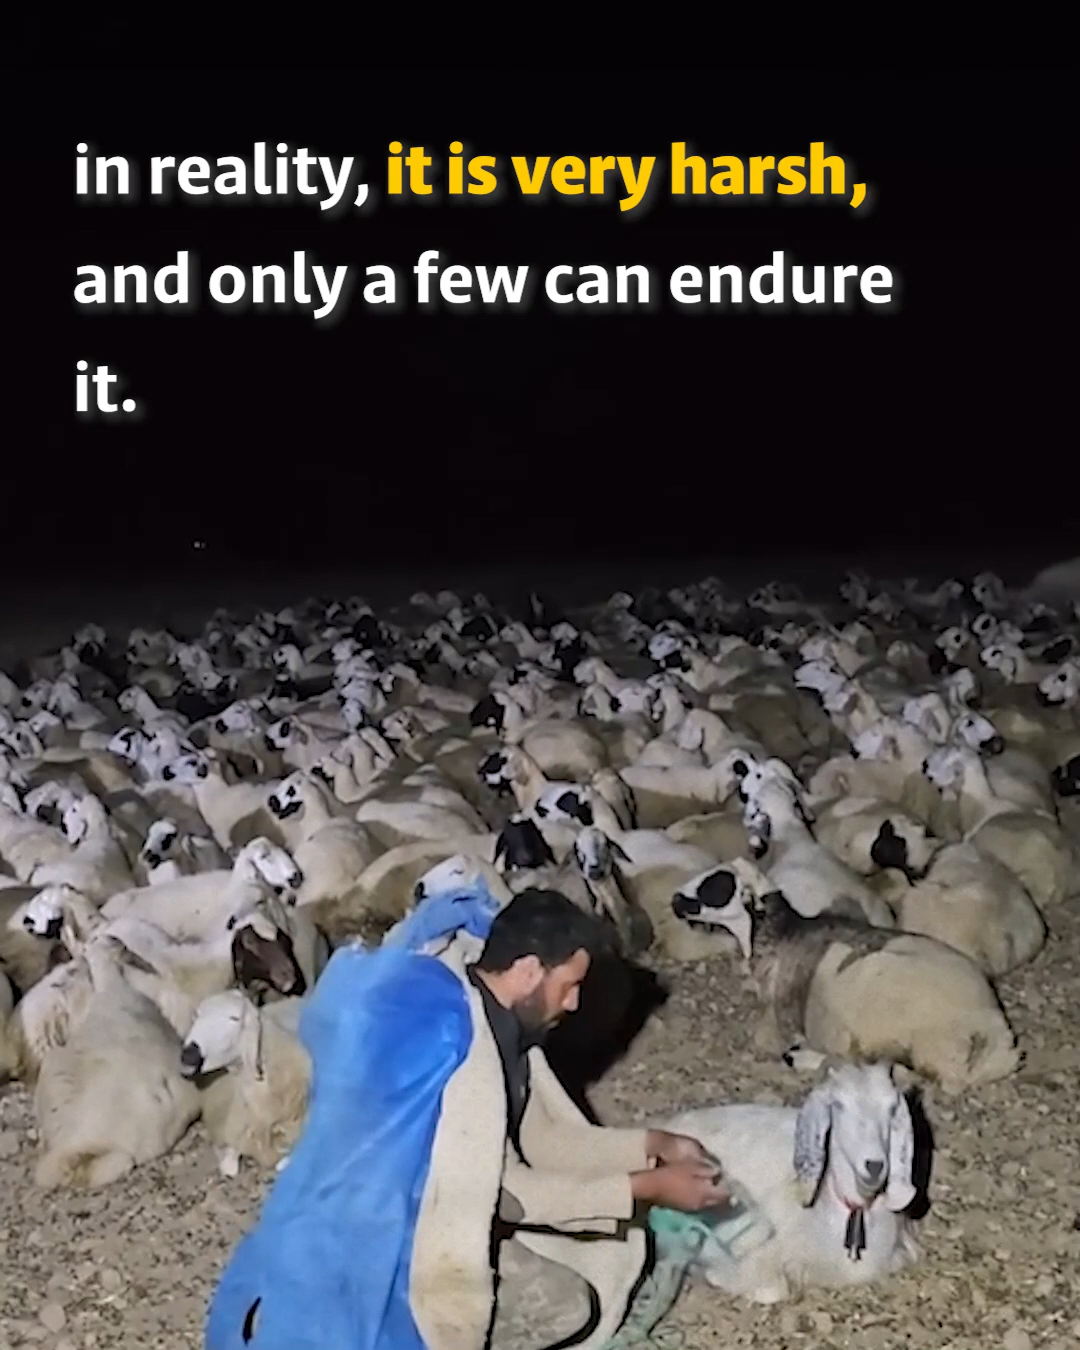 in reality, it is very harsh,
and only a few can endure
it.